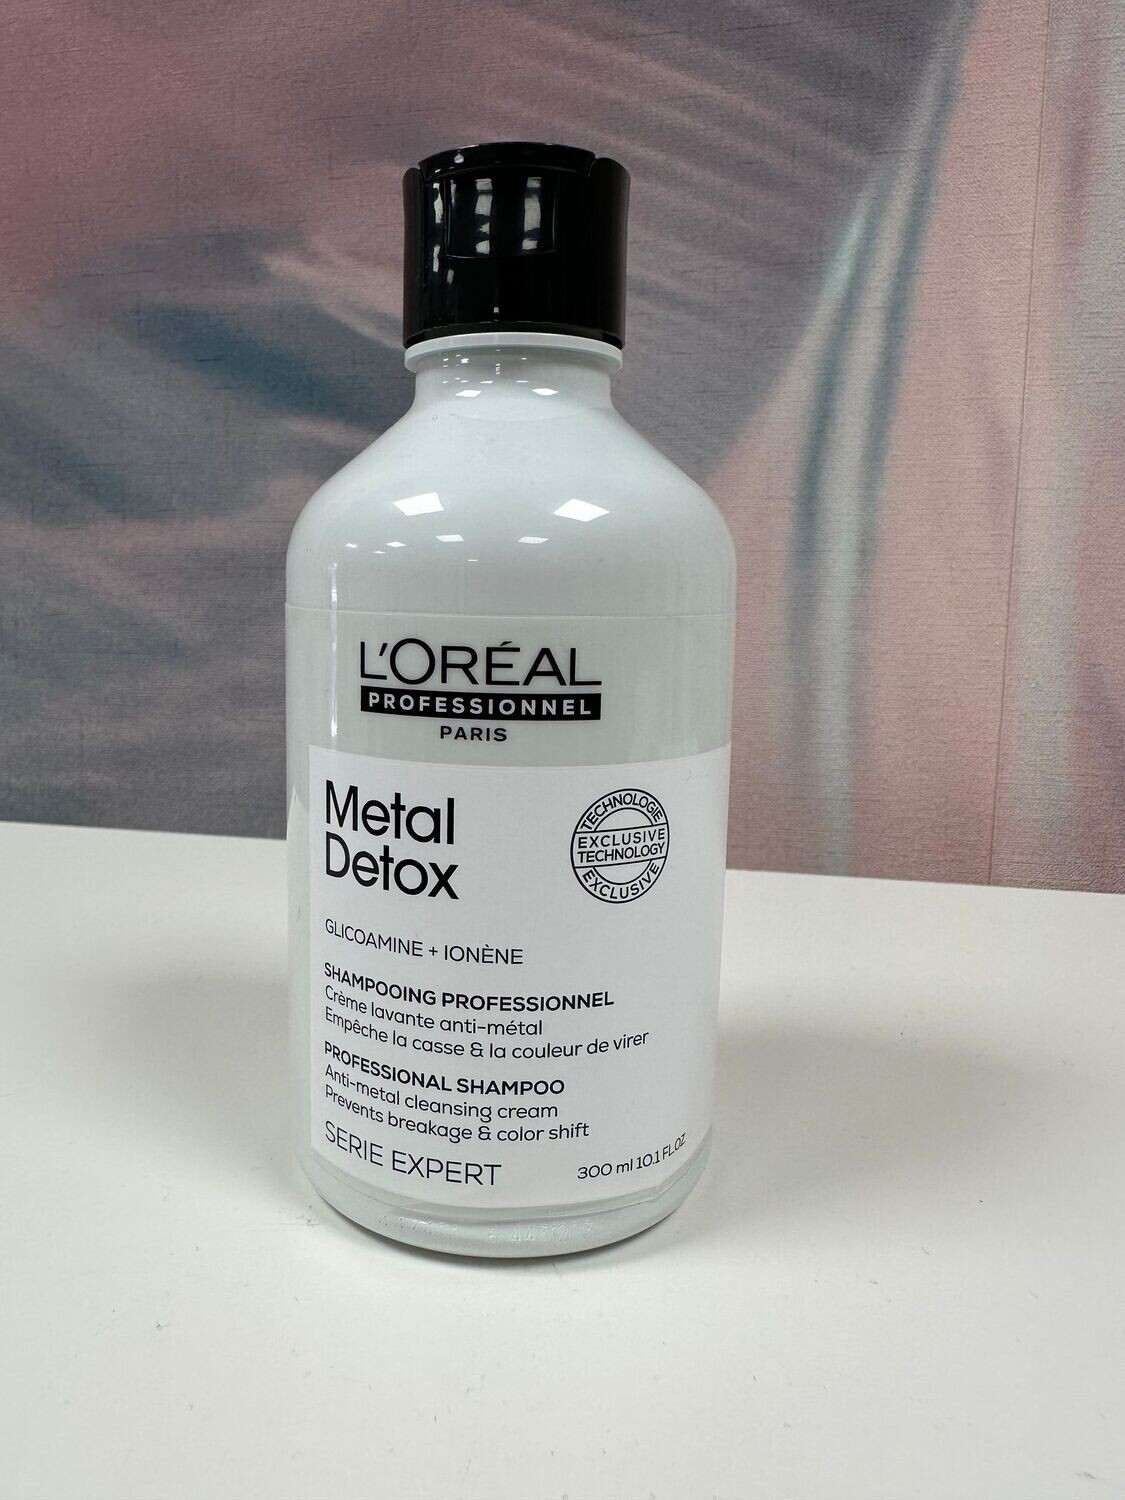 L'ORÉAL
PROFESSIONNEL
PARIS
Metal
Detox
TECHNOLOGIE
EXCLUSIVE
TECHNOLOGY
EXCLUSIVE
GLICOAMINE + IONÈNE
SHAMPOOING PROFESSIONNEL
Crème lavante anti-métal
Empêche la casse & la couleur de virer
PROFESSIONAL SHAMPOO
Anti-metal cleansing cream
Prevents breakage & color shift
SERIE EXPERT
300 ml 10.1 FL.OZ